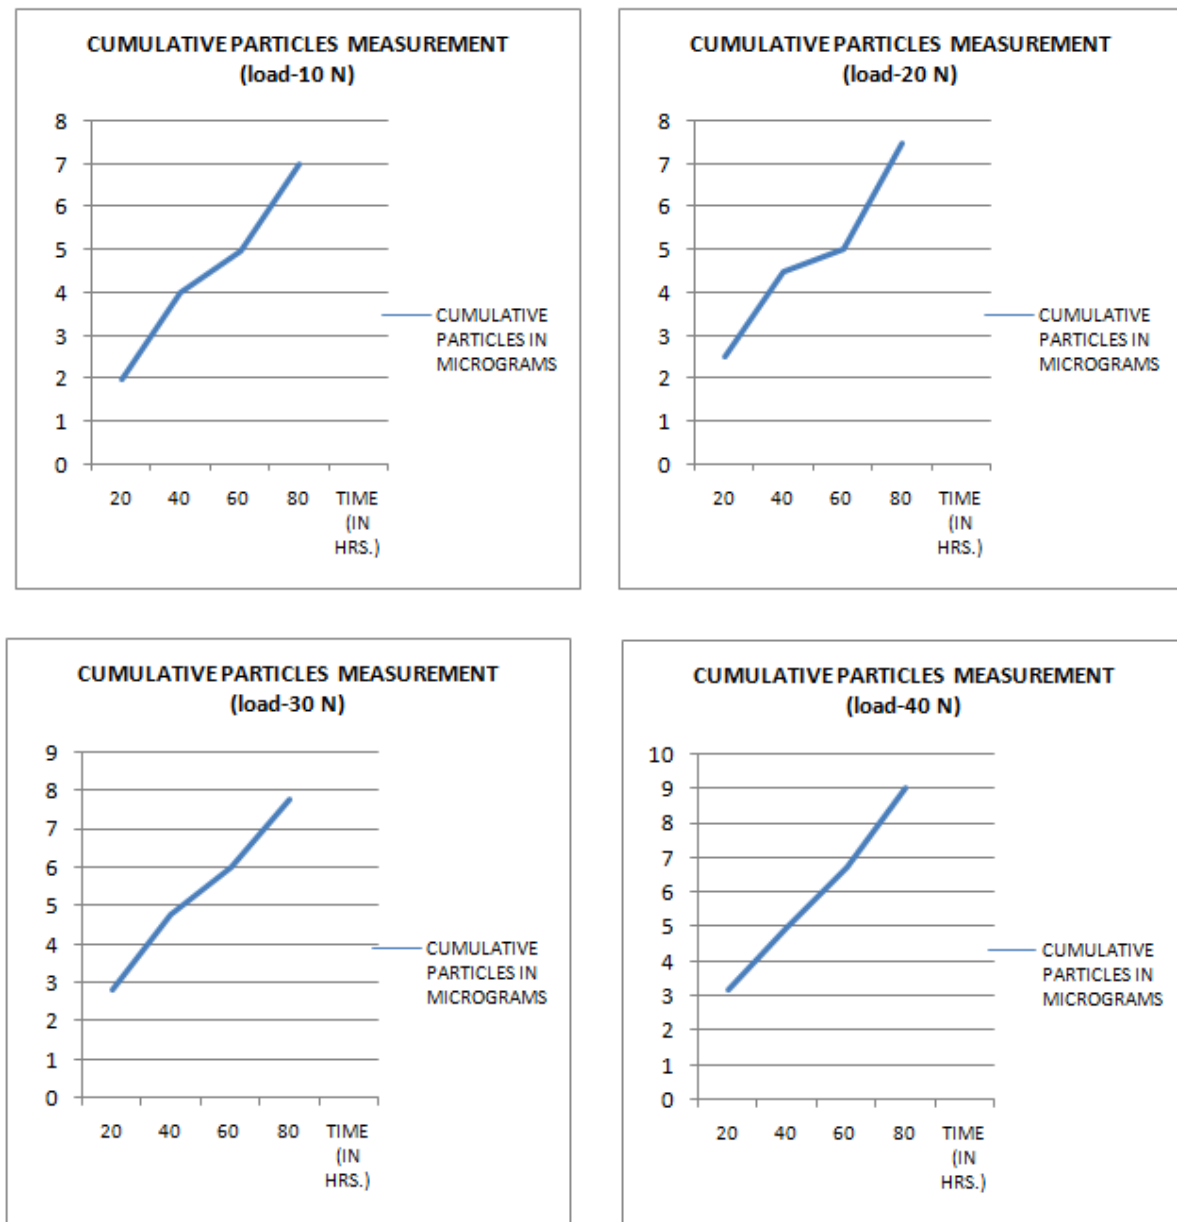 CUMULATIVE PARTICLES MEASUREMENT
(load-10 N)
8
7
6
5
4
3
2
1
0
20 40 60 80 TIME
(IN
HRS.)
CUMULATIVE
PARTICLES IN
MICROGRAMS
CUMULATIVE PARTICLES MEASUREMENT
(load-20 N)
8
7
6
5
4
3
2
1
0
20 40 60 80 TIME
(IN
HRS.)
CUMULATIVE
PARTICLES IN
MICROGRAMS
CUMULATIVE PARTICLES MEASUREMENT
(load-30 N)
9
8
7
6
5
4
3
2
1
0
20 40 60 80 TIME
(IN
HRS.)
CUMULATIVE
PARTICLES IN
MICROGRAMS
CUMULATIVE PARTICLES MEASUREMENT
(load-40 N)
10
9
8
7
6
5
4
3
2
1
0
20 40 60 80 TIME
(IN
HRS.)
CUMULATIVE
PARTICLES IN
MICROGRAMS